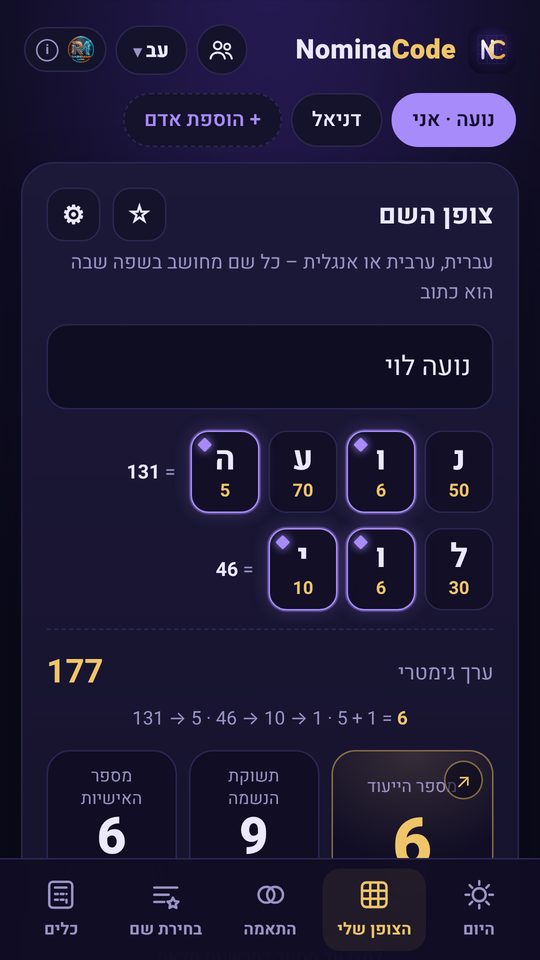 NominaCode
עב ▾
נועה · אני
דניאל
+ הוספת אדם
צופן השם
עברית, ערבית או אנגלית – כל שם מחושב בשפה שבה
הוא כתוב
נועה לוי
נ ו ע ה
50 6 70 5 = 131
ל ו י
30 6 10 = 46
ערך גימטרי 177
131 → 5 · 46 → 10 → 1 · 5 + 1 = 6
מספר הייעוד
6
תשוקת
הנשמה
9
מספר
האישיות
6
היום
הצופן שלי
התאמה
בחירת שם
כלים